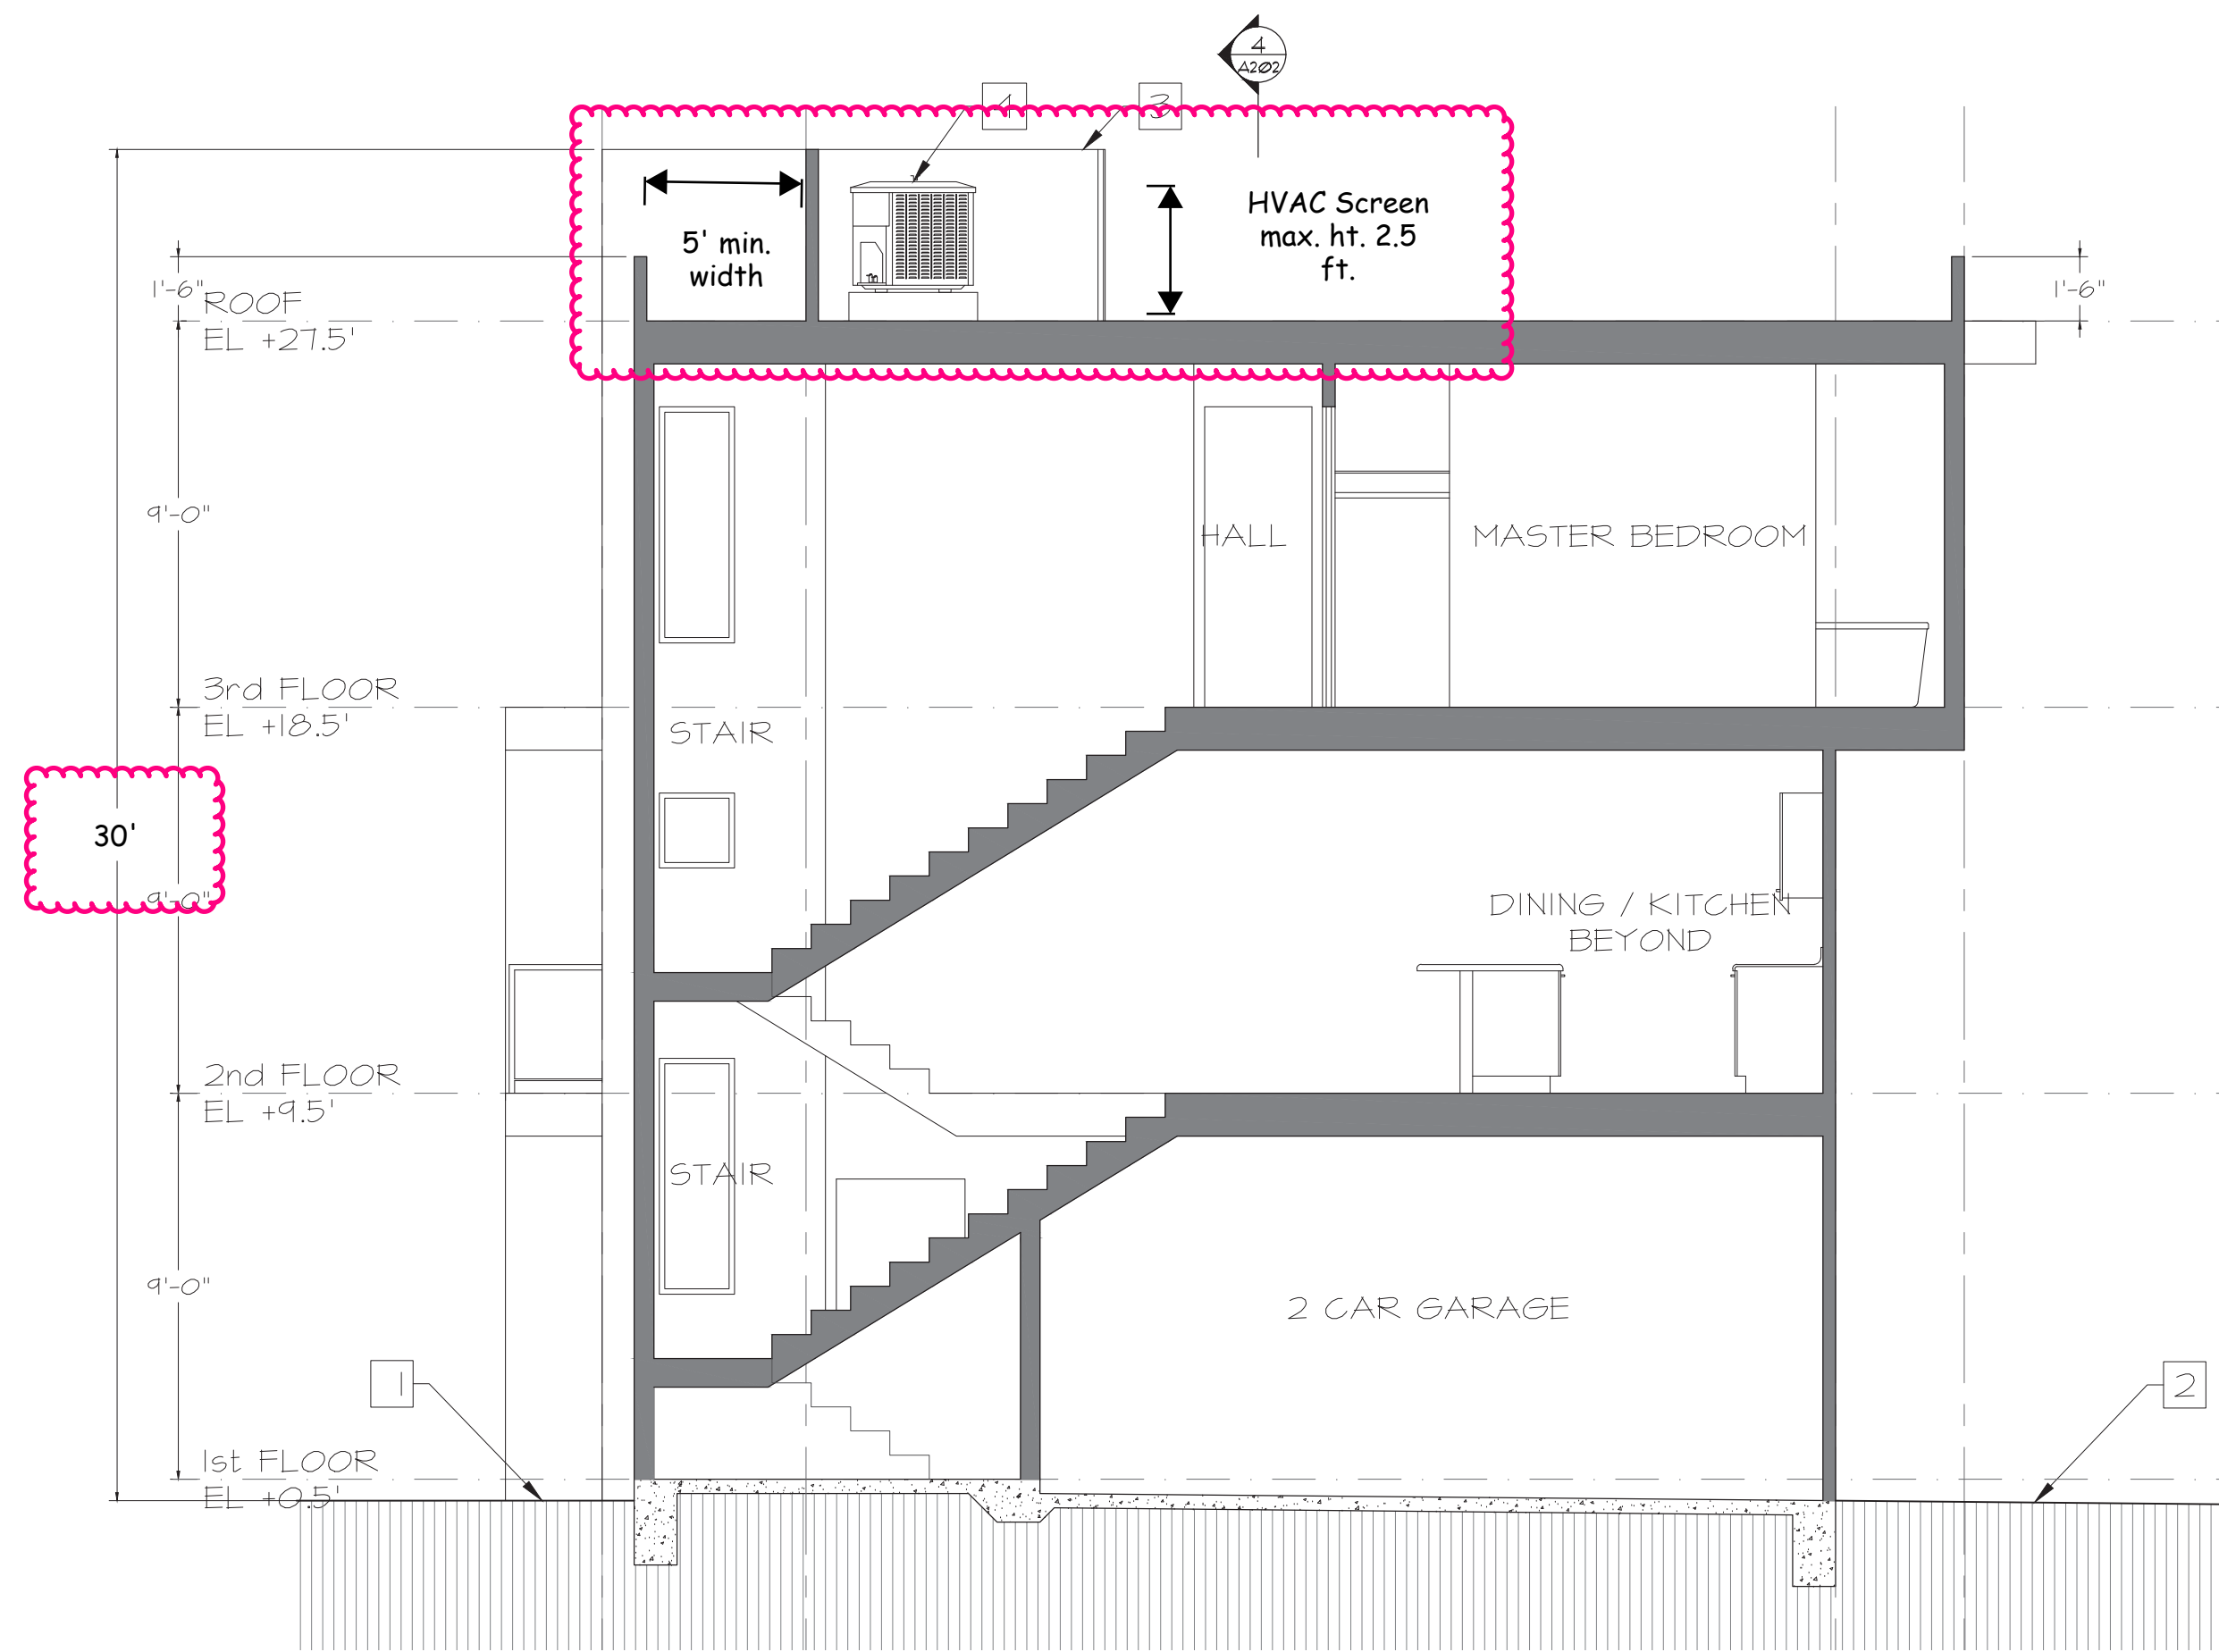 4
A202
4
3
HVAC Screen
max. ht. 2.5
ft.
5' min.
width
1'-6"
ROOF
EL +27.5'
1'-6"
9'-0"
HALL
MASTER BEDROOM
3rd FLOOR
EL +18.5'
STAIR
30'
9'-0"
DINING / KITCHEN
BEYOND
2nd FLOOR
EL +9.5'
STAIR
9'-0"
2 CAR GARAGE
1
2
1st FLOOR
EL +0.5'